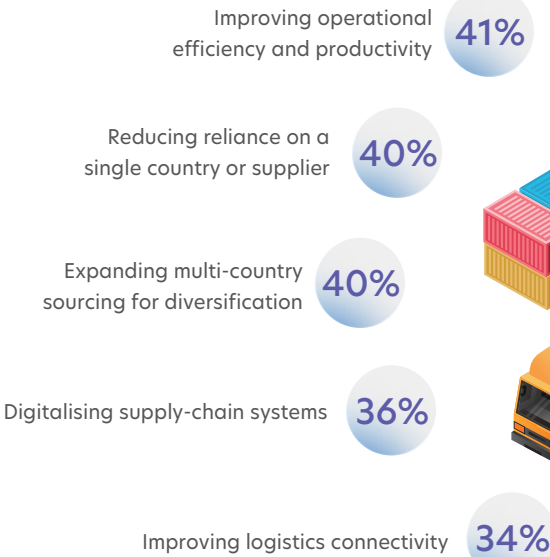 Improving operational
efficiency and productivity
41%
Reducing reliance on a
single country or supplier
40%
Expanding multi-country
sourcing for diversification
40%
Digitalising supply-chain systems
36%
Improving logistics connectivity
34%